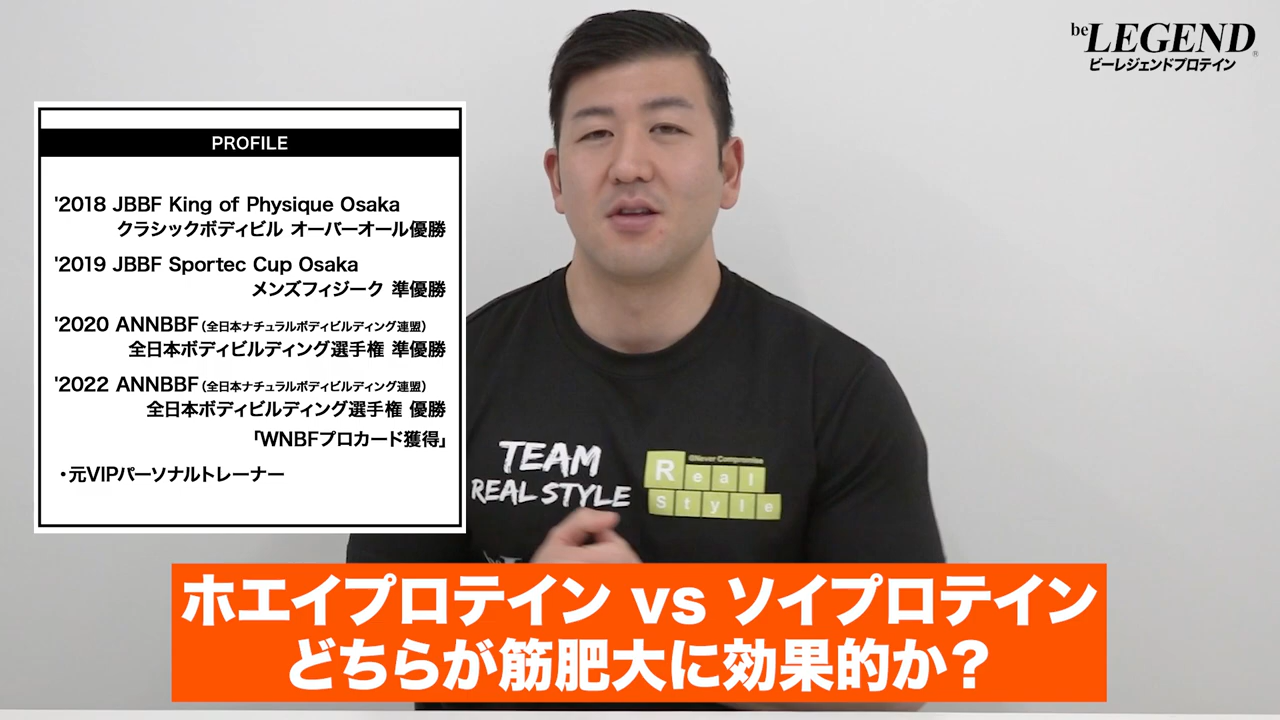 be LEGEND®
ビーレジェンドプロテイン
PROFILE
'2018 JBBF King of Physique Osaka
クラシックボディビル オーバーオール優勝
'2019 JBBF Sportec Cup Osaka
メンズフィジーク 準優勝
'2020 ANNBBF(全日本ナチュラルボディビルディング連盟)
全日本ボディビルディング選手権 準優勝
'2022 ANNBBF(全日本ナチュラルボディビルディング連盟)
全日本ボディビルディング選手権 優勝
「WNBFプロカード獲得」
・元VIPパーソナルトレーナー
TEAM
REAL STYLE
@Never Compromise
Real
Style
ホエイプロテイン vs ソイプロテイン
どちらが筋肥大に効果的か？